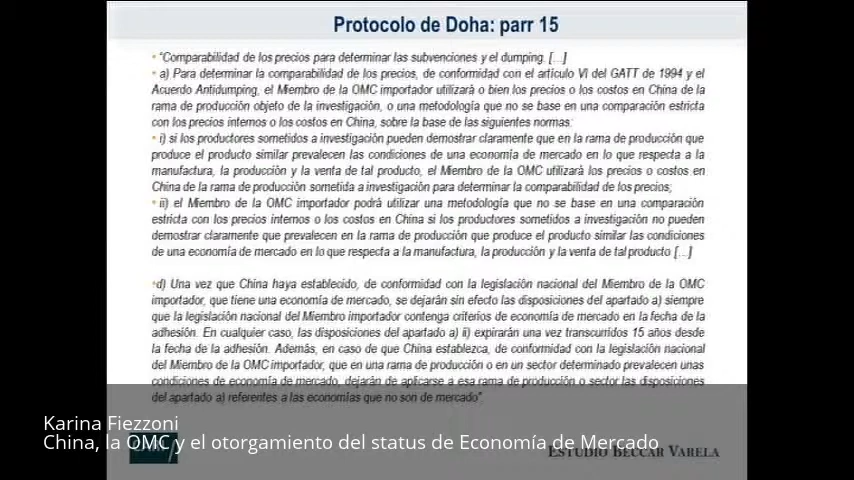 Protocolo de Doha: parr 15
• "Comparabilidad de los precios para determinar las subvenciones y el dumping. [...]
• a) Para determinar la comparabilidad de los precios, de conformidad con el artículo VI del GATT de 1994 y el
Acuerdo Antidumping, el Miembro de la OMC importador utilizará o bien los precios o los costos en China de la
rama de producción objeto de la investigación, o una metodología que no se base en una comparación estricta
con los precios internos o los costos en China, sobre la base de las siguientes normas:
• i) si los productores sometidos a investigación pueden demostrar claramente que en la rama de producción que
produce el producto similar prevalecen las condiciones de una economía de mercado en lo que respecta a la
manufactura, la producción y la venta de tal producto, el Miembro de la OMC utilizará los precios o costos en
China de la rama de producción sometida a investigación para determinar la comparabilidad de los precios;
• ii) el Miembro de la OMC importador podrá utilizar una metodología que no se base en una comparación
estricta con los precios internos o los costos en China si los productores sometidos a investigación no pueden
demostrar claramente que prevalecen en la rama de producción que produce el producto similar las condiciones
de una economía de mercado en lo que respecta a la manufactura, la producción y la venta de tal producto [...]
•d) Una vez que China haya establecido, de conformidad con la legislación nacional del Miembro de la OMC
importador, que tiene una economía de mercado, se dejarán sin efecto las disposiciones del apartado a) siempre
que la legislación nacional del Miembro importador contenga criterios de economía de mercado en la fecha de la
adhesión. En cualquier caso, las disposiciones del apartado a) ii) expirarán una vez transcurridos 15 años desde
la fecha de la adhesión. Además, en caso de que China establezca, de conformidad con la legislación nacional
del Miembro de la OMC importador, que en una rama de producción o en un sector determinado prevalecen unas
condiciones de economía de mercado, dejarán de aplicarse a esa rama de producción o sector las disposiciones
del apartado a) referentes a las economías que no son de mercado"
Karina Fiezzoni
China, la OMC y el otorgamiento del status de Economía de Mercado
ESTUDIO BECCAR VARELA